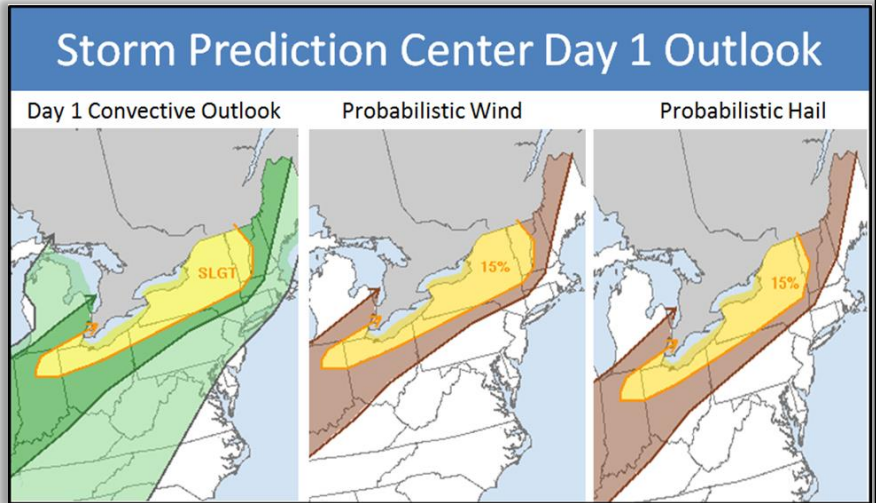 Storm Prediction Center Day 1 Outlook
Day 1 Convective Outlook
Probabilistic Wind
Probabilistic Hail
SLGT
15%
15%